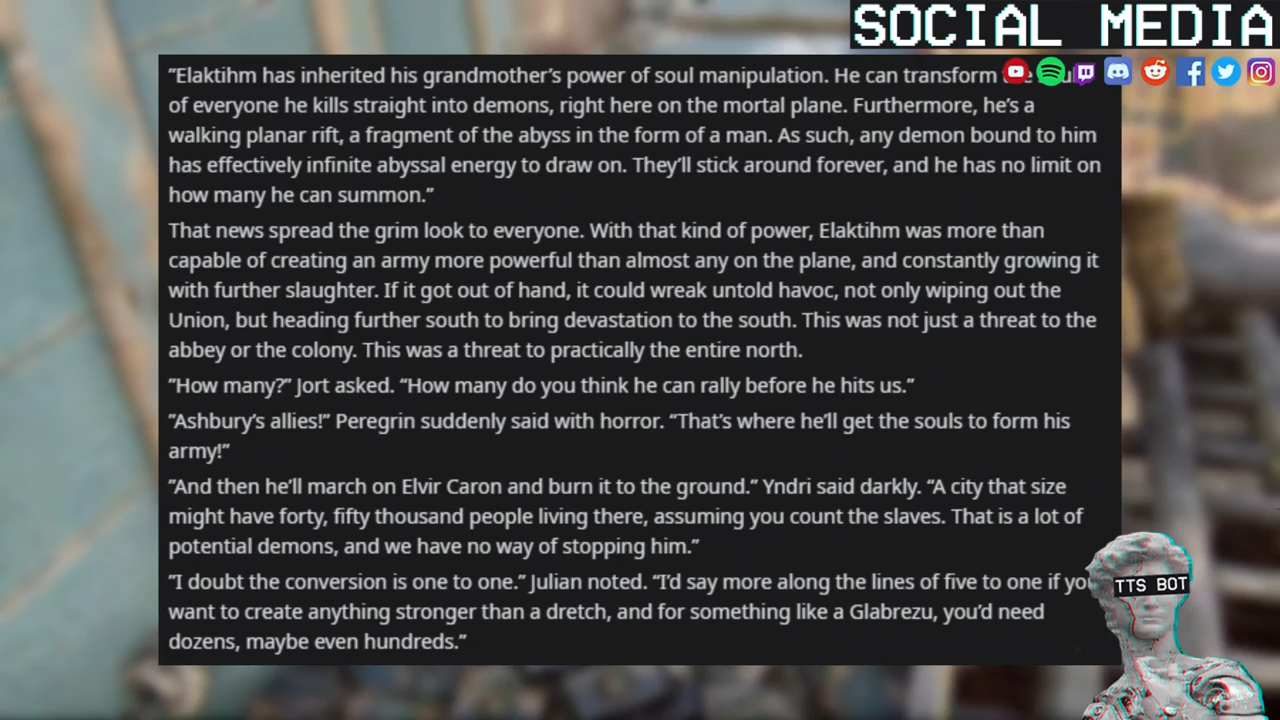 SOCIAL MEDIA
”Elaktihm has inherited his grandmother’s power of soul manipulation. He can transform
of everyone he kills straight into demons, right here on the mortal plane. Furthermore, he’s a
walking planar rift, a fragment of the abyss in the form of a man. As such, any demon bound to him
has effectively infinite abyssal energy to draw on. They’ll stick around forever, and he has no limit on
how many he can summon.”
That news spread the grim look to everyone. With that kind of power, Elaktihm was more than
capable of creating an army more powerful than almost any on the plane, and constantly growing it
with further slaughter. If it got out of hand, it could wreak untold havoc, not only wiping out the
Union, but heading further south to bring devastation to the south. This was not just a threat to the
abbey or the colony. This was a threat to practically the entire north.
”How many?” Jort asked. “How many do you think he can rally before he hits us.”
”Ashbury’s allies!” Peregrin suddenly said with horror. “That’s where he’ll get the souls to form his
army!”
”And then he’ll march on Elvir Caron and burn it to the ground.” Yndri said darkly. “A city that size
might have forty, fifty thousand people living there, assuming you count the slaves. That is a lot of
potential demons, and we have no way of stopping him.”
”I doubt the conversion is one to one.” Julian noted. “I’d say more along the lines of five to one if you
want to create anything stronger than a dretch, and for something like a Glabrezu, you’d need
dozens, maybe even hundreds.”
TTS BOT